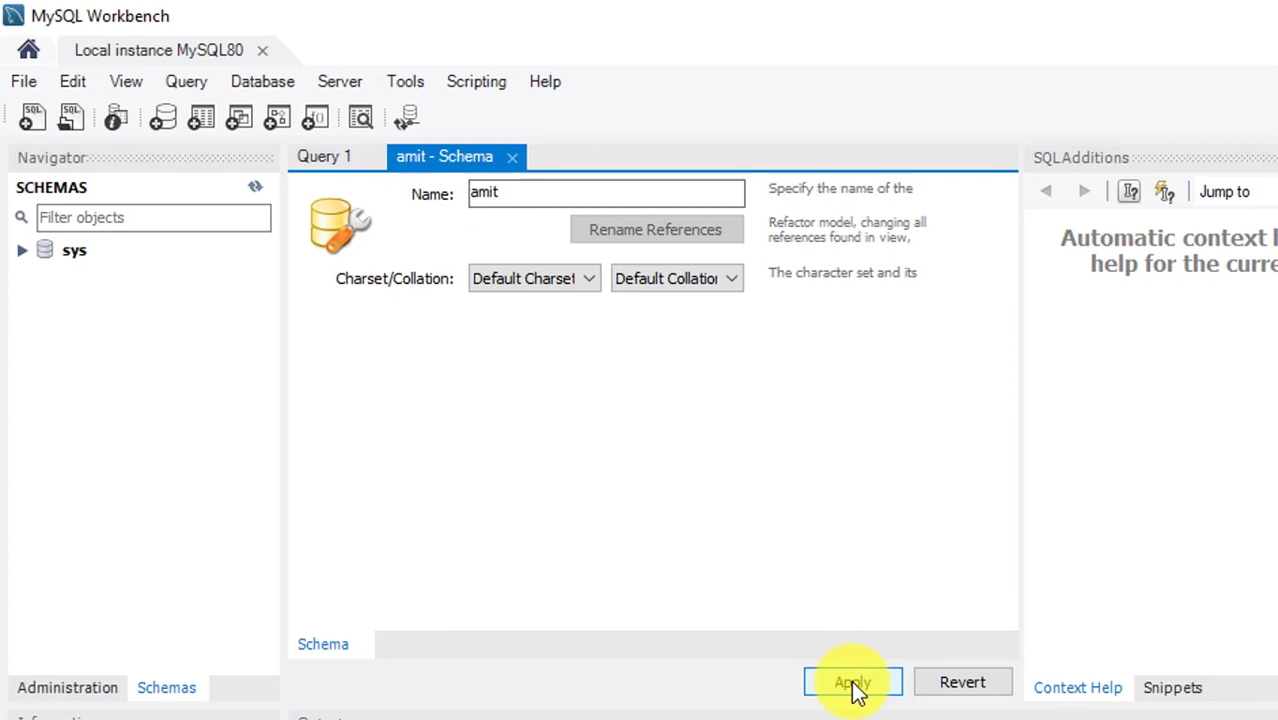 MySQL Workbench
Local instance MySQL80
File Edit View Query Database Server Tools Scripting Help
SQL SQL
Navigator
SCHEMAS
Filter objects
sys
Administration Schemas
Query 1 amit - Schema
Name: amit
Specify the name of the
Rename References
Refactor model, changing all
references found in view,
Charset/Collation: Default Charset Default Collation
The character set and its
Schema
Apply Revert
SQLAdditions
Jump to
Automatic context
help for the curre
Context Help Snippets